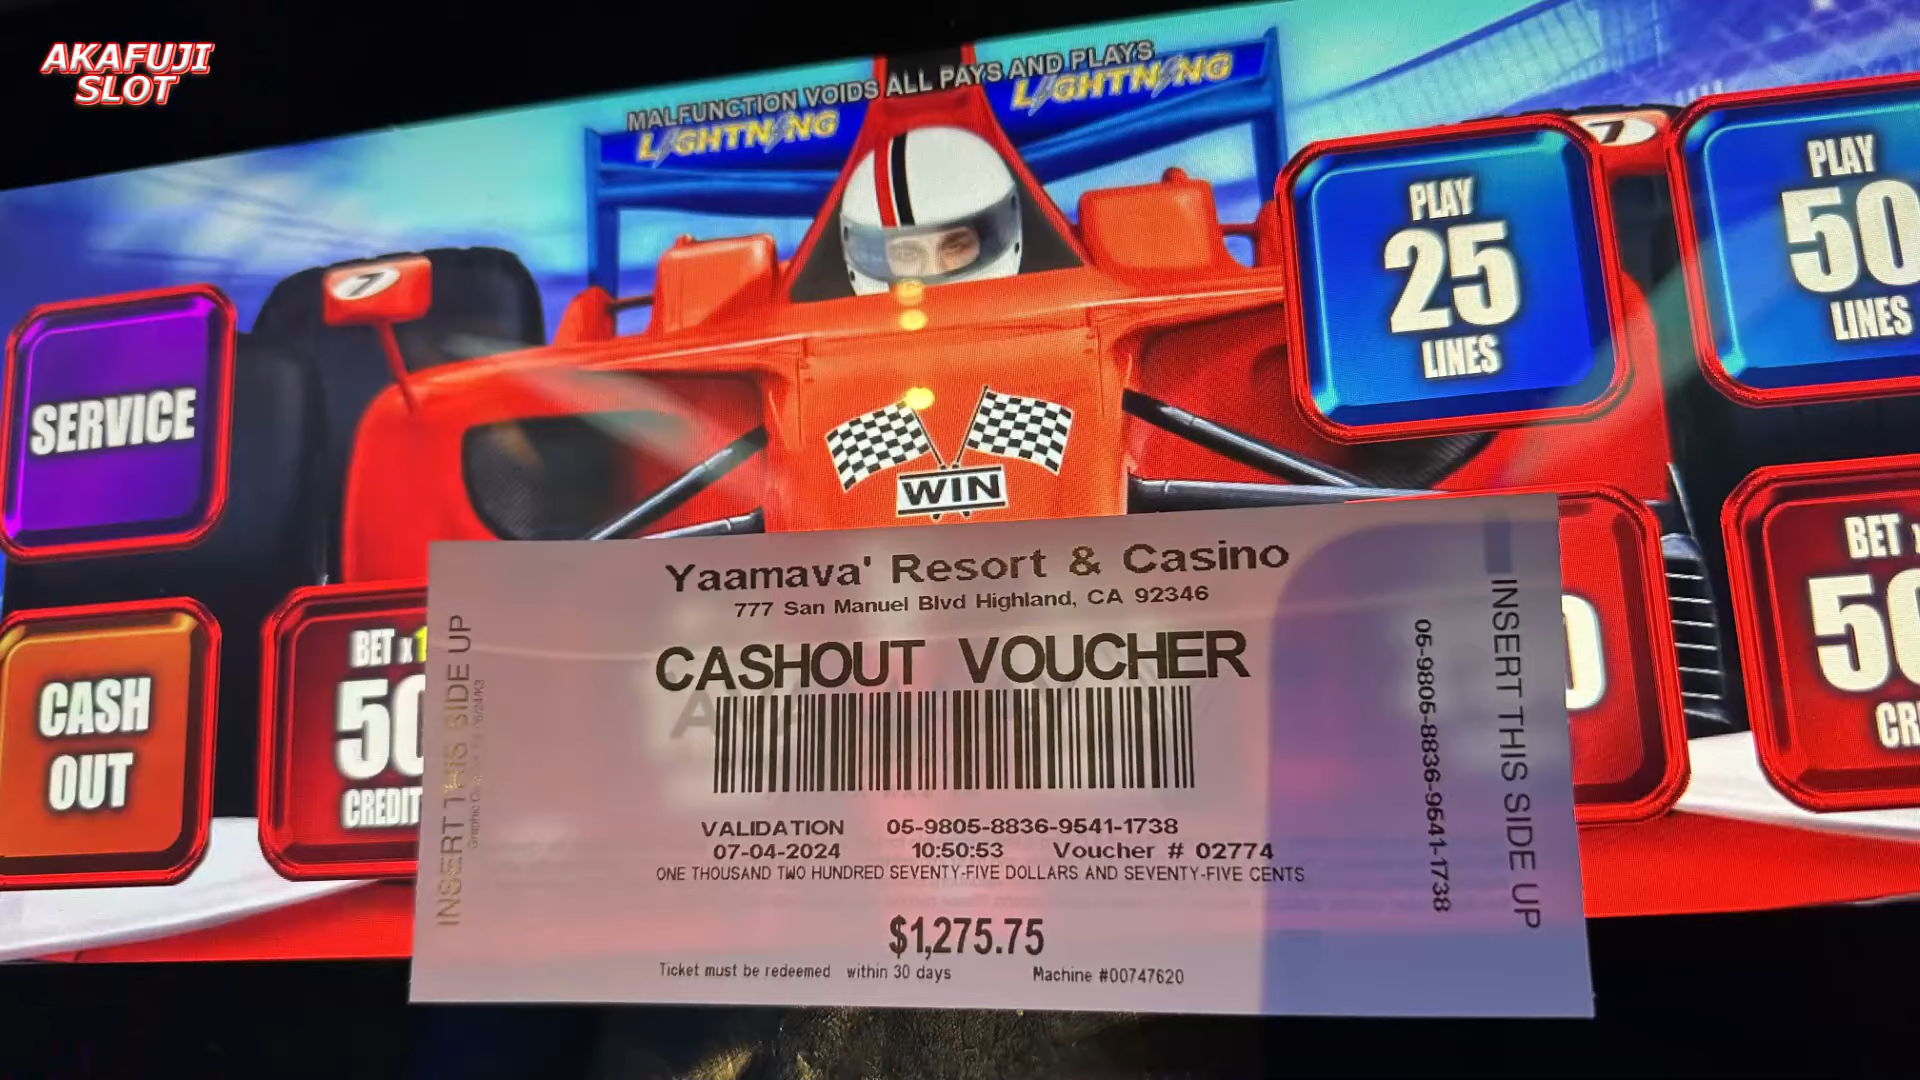 AKAFUJI
SLOT
MALFUNCTION VOIDS ALL PAYS AND PLAYS
LIGHTNING
LIGHTNING
7
7
PLAY
25
LINES
PLAY
50
LINES
SERVICE
WIN
CASH
OUT
BET x 1
50
CREDIT
BET x
50
CR
Yaamava' Resort & Casino
777 San Manuel Blvd Highland, CA 92346
CASHOUT VOUCHER
VALIDATION 05-9805-8836-9541-1738
07-04-2024 10:50:53 Voucher # 02774
ONE THOUSAND TWO HUNDRED SEVENTY-FIVE DOLLARS AND SEVENTY-FIVE CENTS
$1,275.75
Ticket must be redeemed within 30 days Machine #00747620
INSERT THIS SIDE UP
05-9805-8836-9541-1738
INSERT THIS SIDE UP